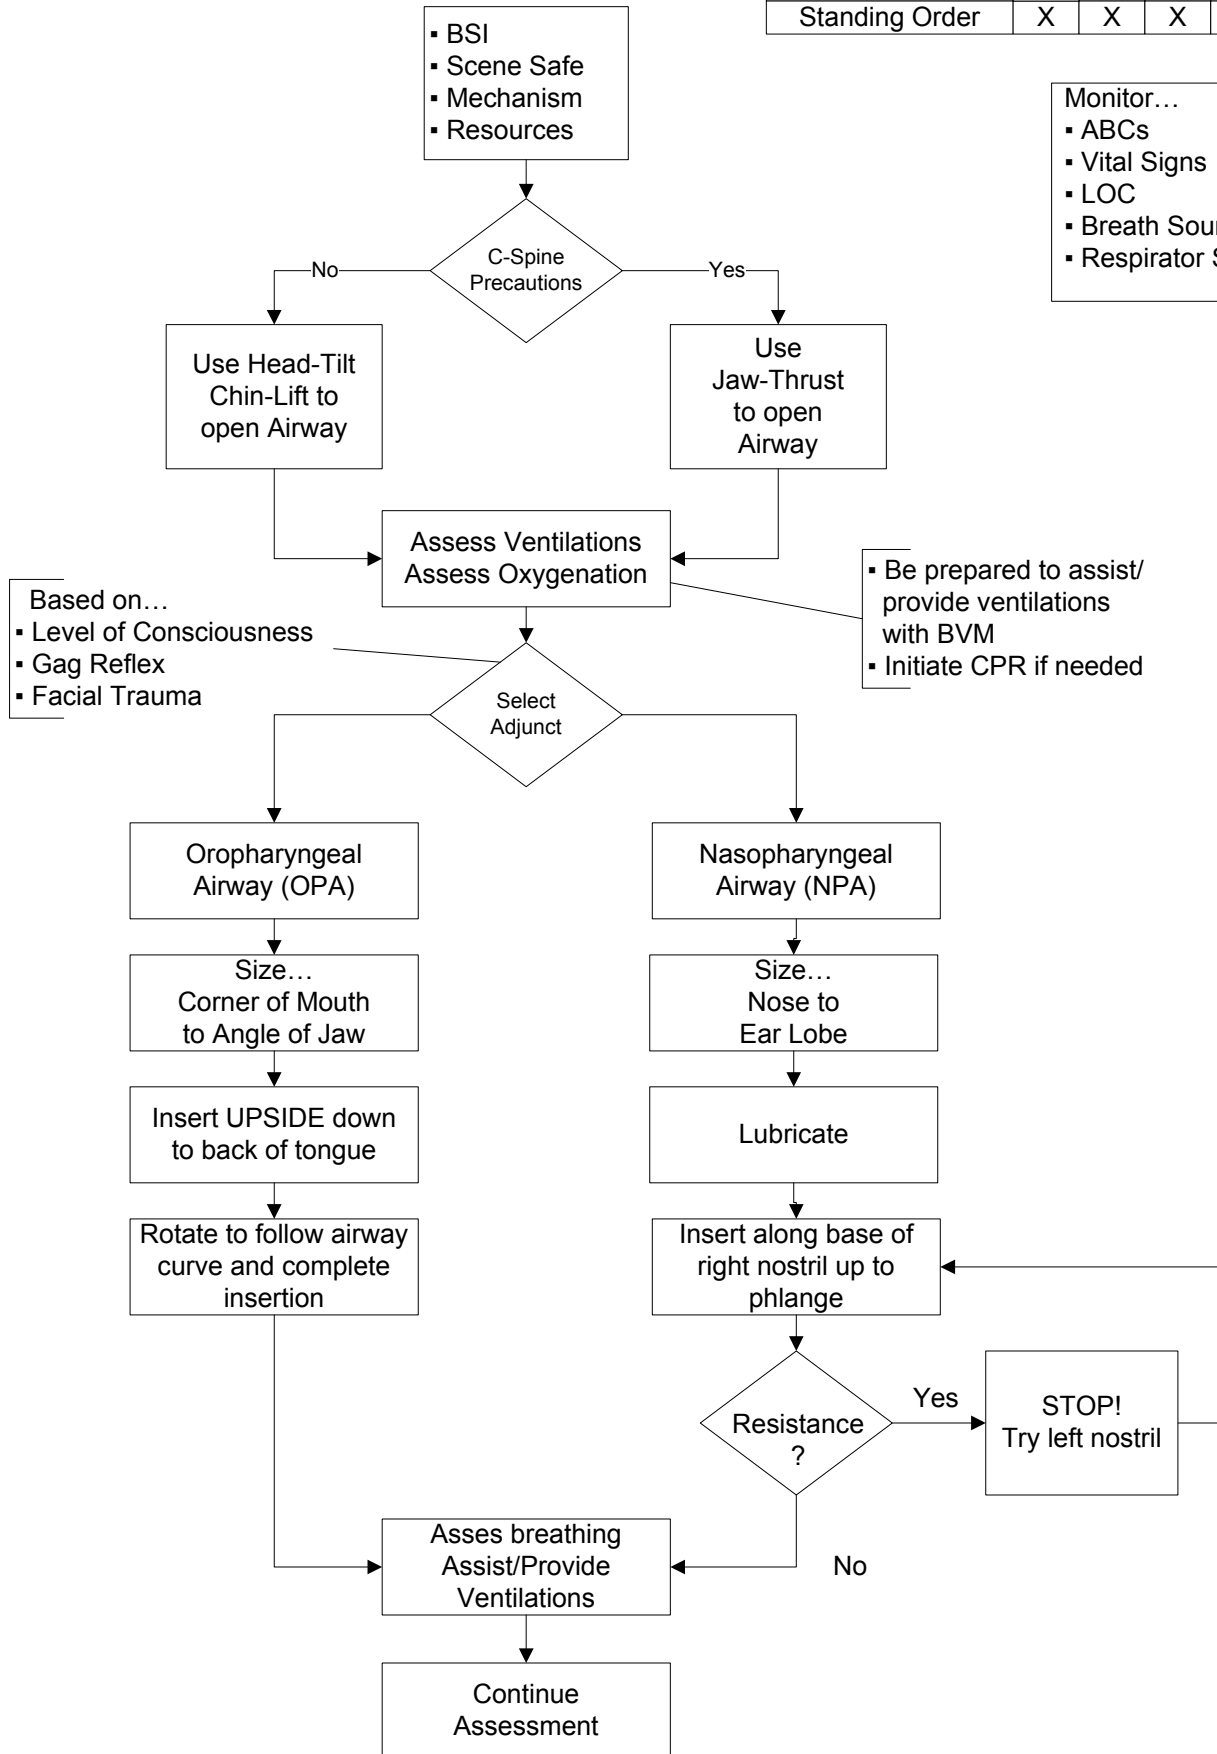 Standing Order X X X
▪ BSI
▪ Scene Safe
▪ Mechanism
▪ Resources
Monitor…
▪ ABCs
▪ Vital Signs
▪ LOC
▪ Breath
▪ Respirator
C-Spine
Precautions
No
Yes
Use Head-Tilt
Chin-Lift to
open Airway
Use
Jaw-Thrust
to open
Airway
Assess Ventilations
Assess Oxygenation
▪ Be prepared to assist/
provide ventilations
with BVM
▪ Initiate CPR if needed
Based on…
▪ Level of Consciousness
▪ Gag Reflex
▪ Facial Trauma
Select
Adjunct
Oropharyngeal
Airway (OPA)
Nasopharyngeal
Airway (NPA)
Size…
Corner of Mouth
to Angle of Jaw
Size…
Nose to
Ear Lobe
Insert UPSIDE down
to back of tongue
Lubricate
Rotate to follow airway
curve and complete
insertion
Insert along base of
right nostril up to
phlange
Resistance
?
Yes
STOP!
Try left nostril
No
Asses breathing
Assist/Provide
Ventilations
Continue
Assessment